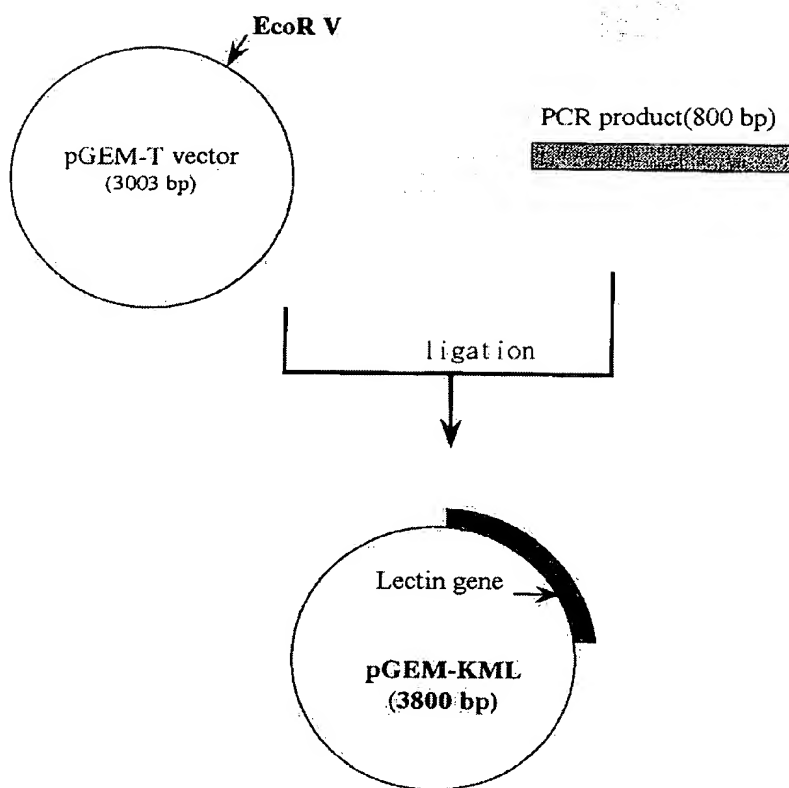 EcoR V
pGEM-T vector
(3003 bp)
PCR product(800 bp)
ligation
Lectin gene
pGEM-KML
(3800 bp)